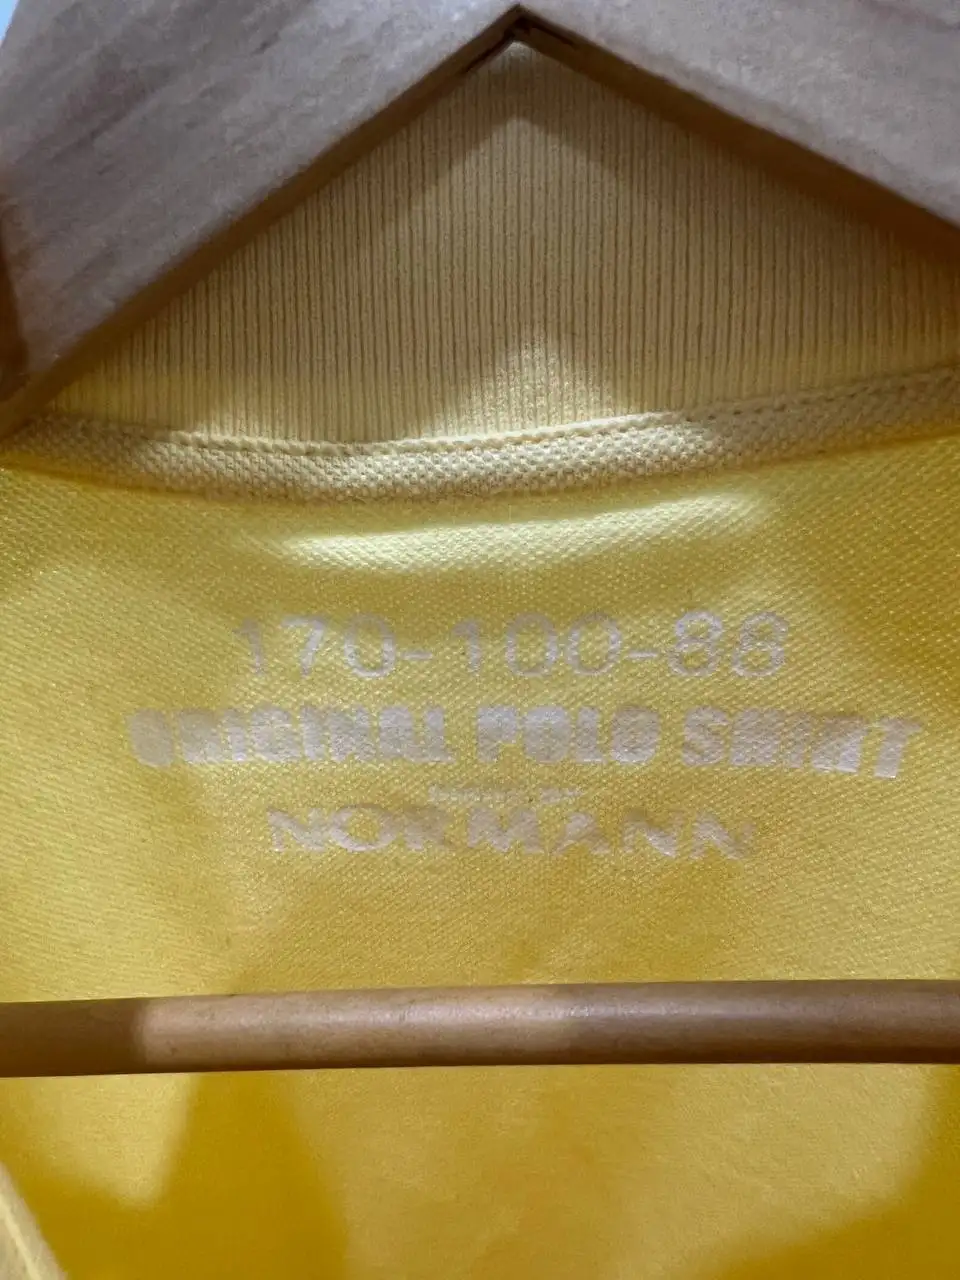 170-100-88
ORIGINAL POLO SHIRT
NORMANN